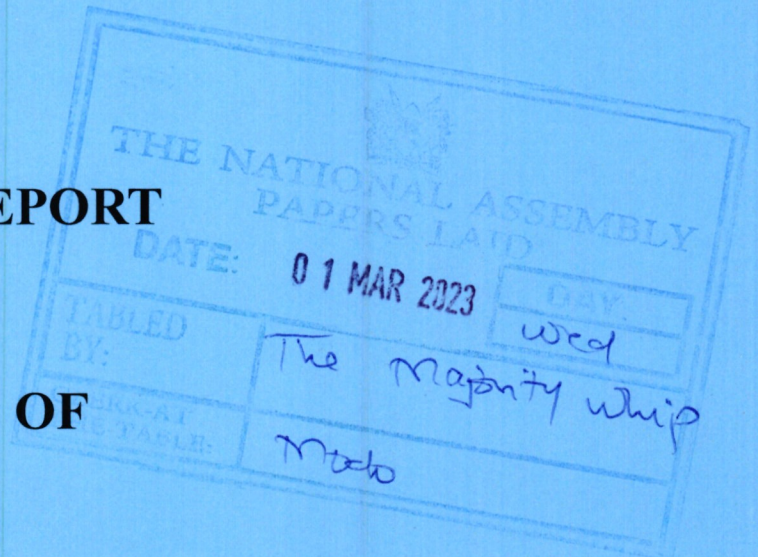 EPORT
OF
THE NATIONAL ASSEMBLY
PAPERS LAID
DATE: 01 MAR 2023 DAY: wed
TABLED BY: The Majority Whip
CLERK-AT THE-TABLE: